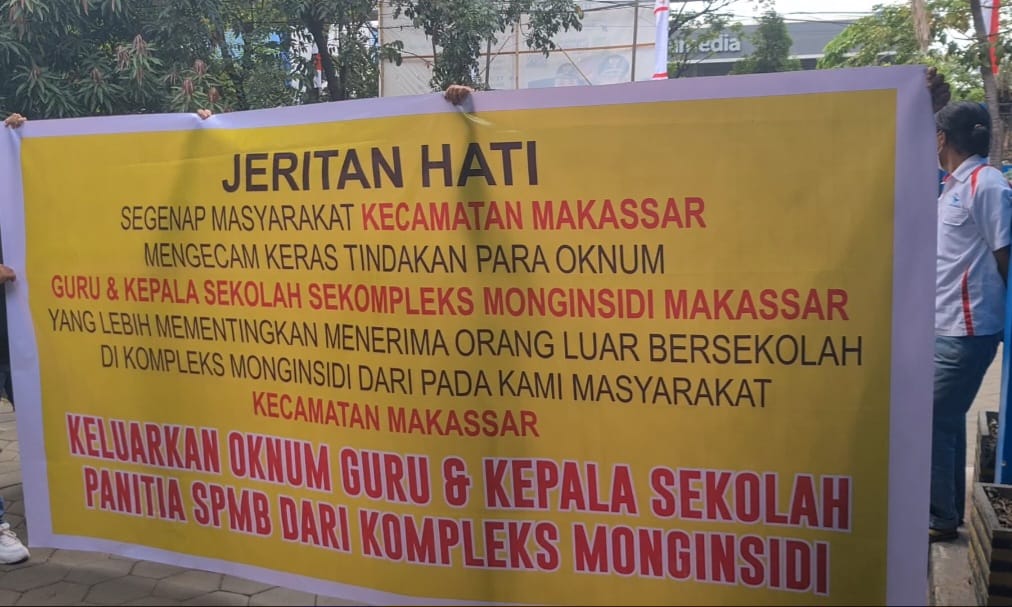 media
JERITAN HATI
SEGENAP MASYARAKAT KECAMATAN MAKASSAR
MENGECAM KERAS TINDAKAN PARA OKNUM
GURU & KEPALA SEKOLAH SEKOMPLEKS MONGINSIDI MAKASSAR
YANG LEBIH MEMENTINGKAN MENERIMA ORANG LUAR BERSEKOLAH
DI KOMPLEKS MONGINSIDI DARI PADA KAMI MASYARAKAT
KECAMATAN MAKASSAR
KELUARKAN OKNUM GURU & KEPALA SEKOLAH
PANITIA SPMB DARI KOMPLEKS MONGINSIDI